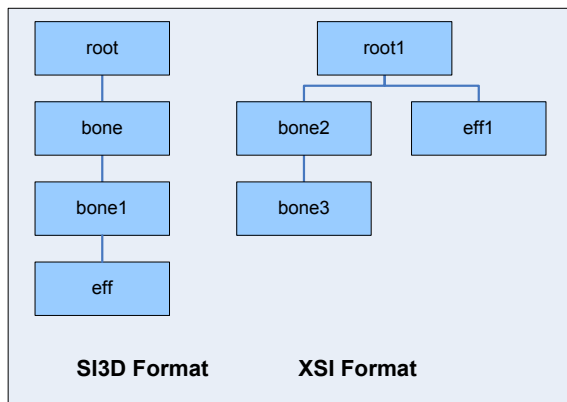 root
bone
bone1
eff
SI3D Format
root1
bone2
eff1
bone3
XSI Format